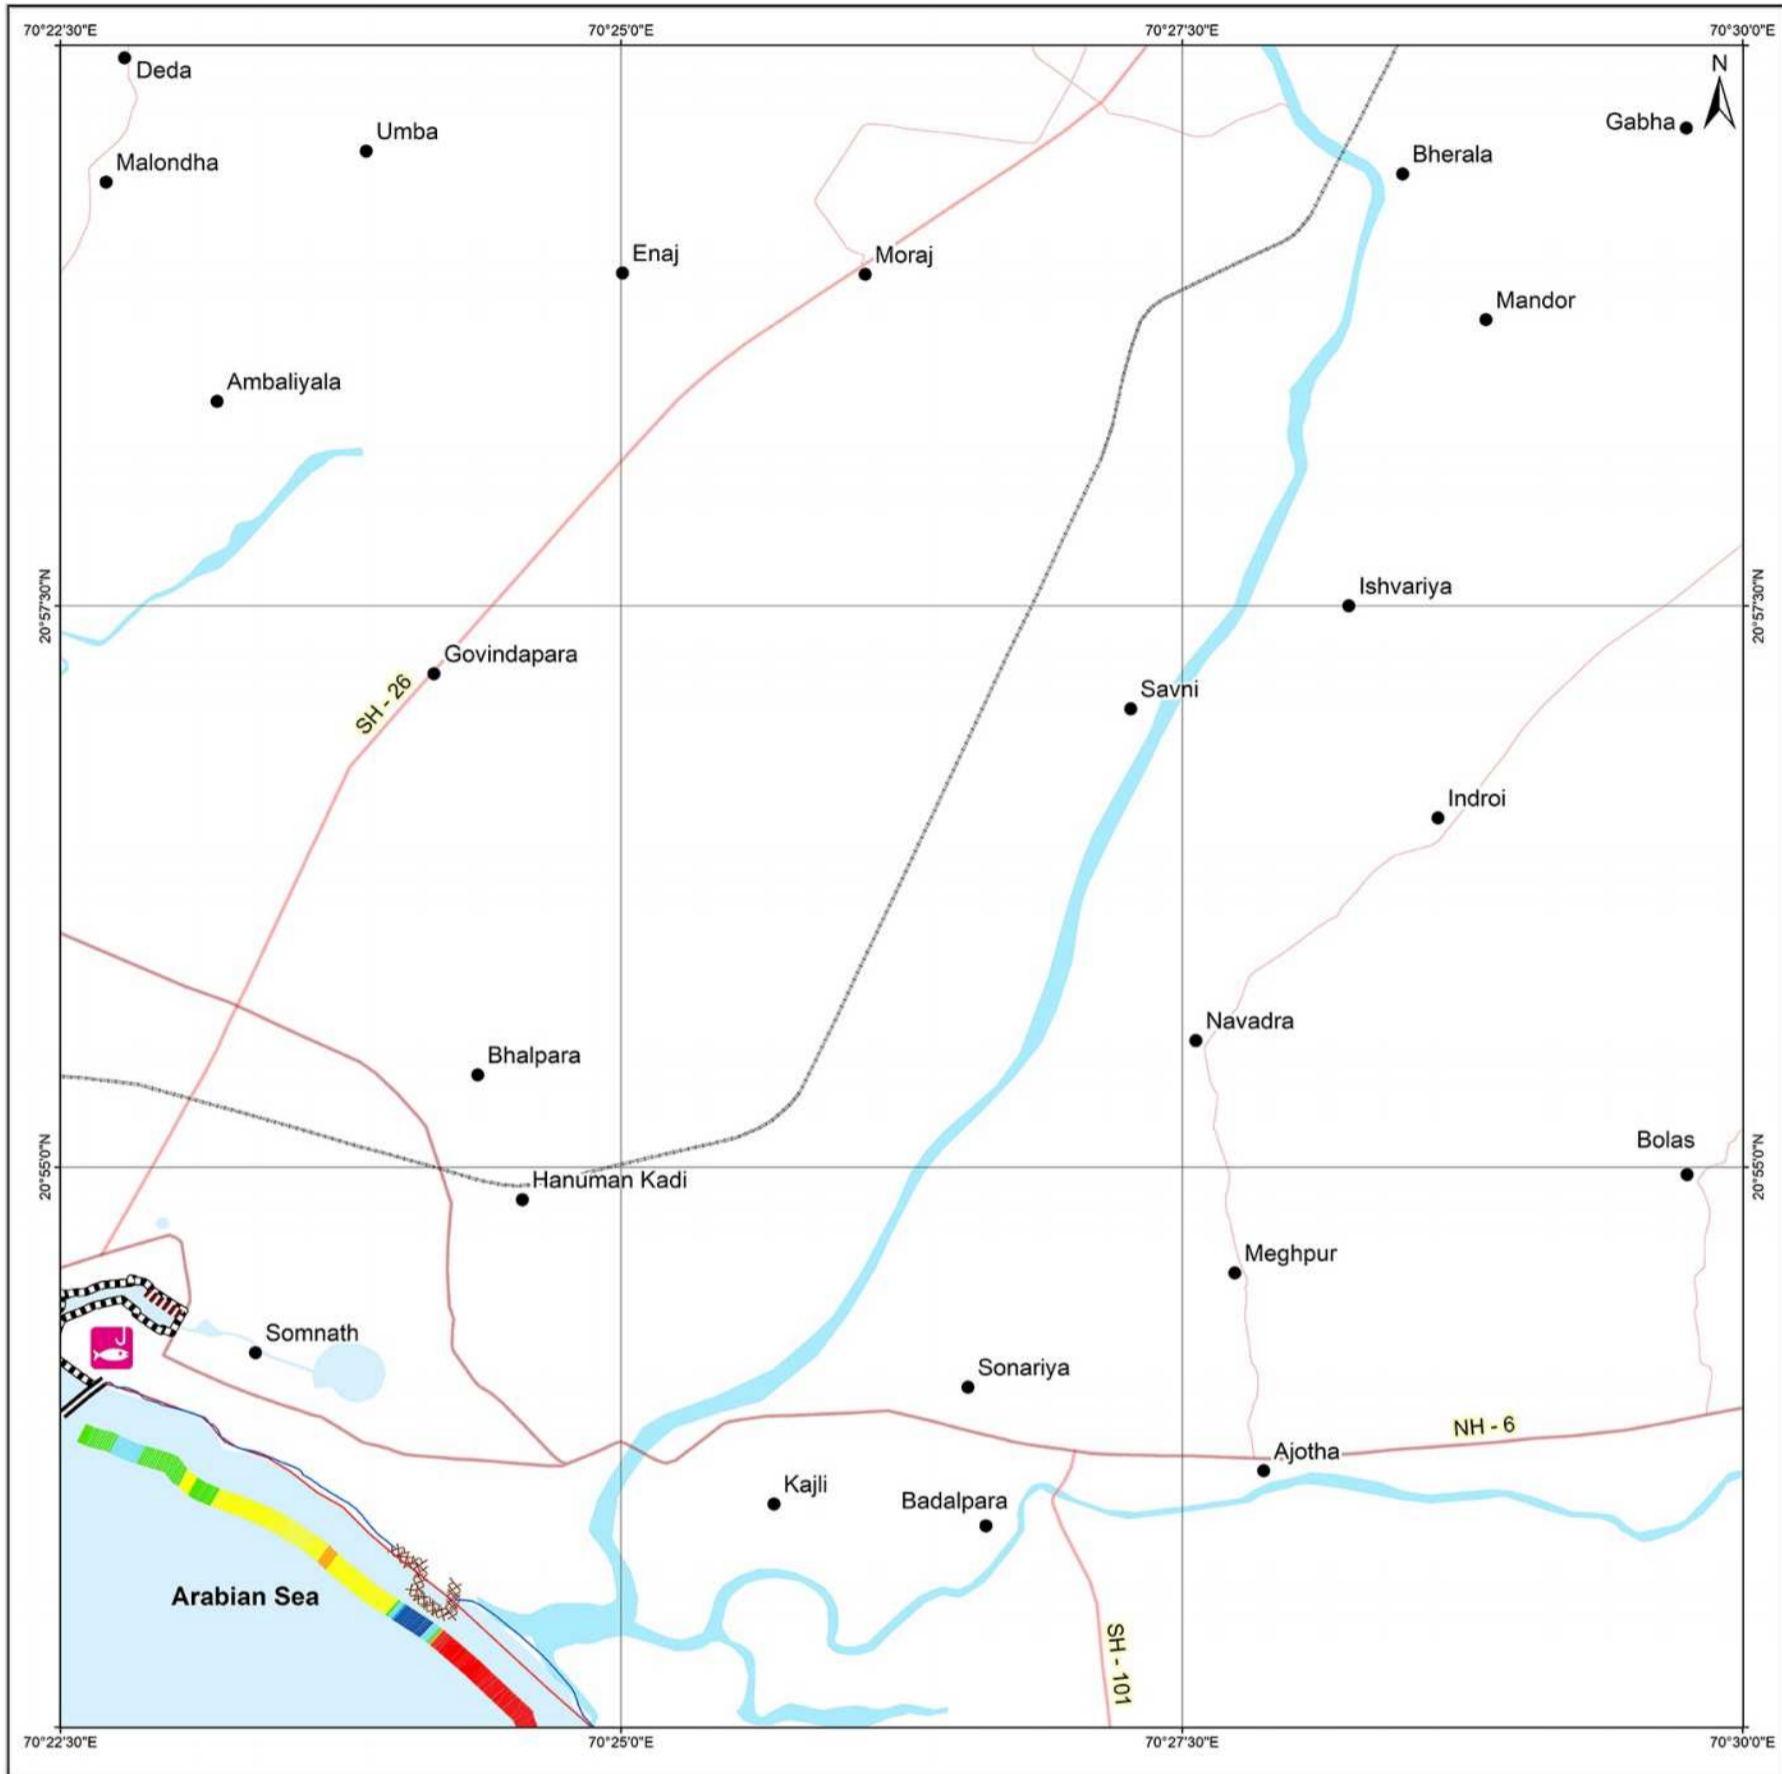 70°22'30"E
70°25'0"E
70°27'30"E
70°30'0"E
N
Deda
Gabha
Umba
Bherala
Malondha
Enaj
Moraj
Mandor
Ambaliyala
20°57'30"N
20°57'30"N
Ishvariya
Govindapara
Savni
SH - 26
Indroi
Navadra
Bhalpara
Bolas
20°55'0"N
20°55'0"N
Hanuman Kadi
Meghpur
Somnath
Sonariya
NH - 6
Ajotha
Kajli
Badalpara
Arabian Sea
SH - 101
70°22'30"E
70°25'0"E
70°27'30"E
70°30'0"E